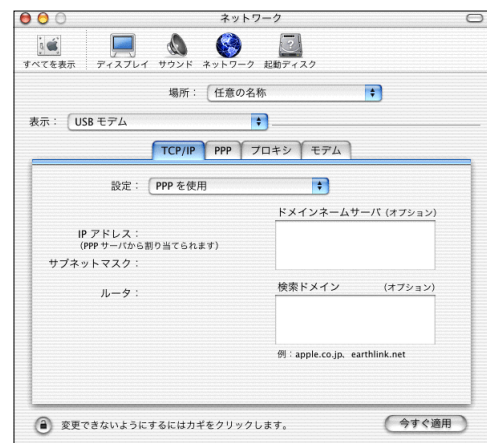 ネットワーク
すべてを表示 ディスプレイ サウンド ネットワーク 起動ディスク
場所： 任意の名称
表示： USB モデム
TCP/IP PPP プロキシ モデム
設定： PPP を使用
ドメインネームサーバ (オプション)
IP アドレス：
(PPP サーバから割り当てられます)
サブネットマスク：
ルータ：
検索ドメイン (オプション)
例：apple.co.jp、earthlink.net
変更できないようにするにはカギをクリックします。
今すぐ適用